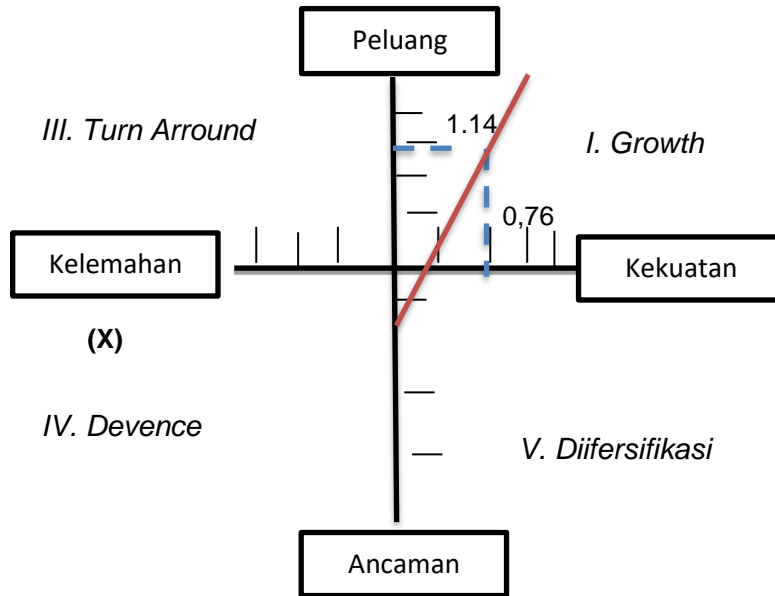 Peluang
1.14
III. Turn Arround
I. Growth
0,76
Kelemahan
Kekuatan
(X)
IV. Devence
V. Diifersifikasi
Ancaman